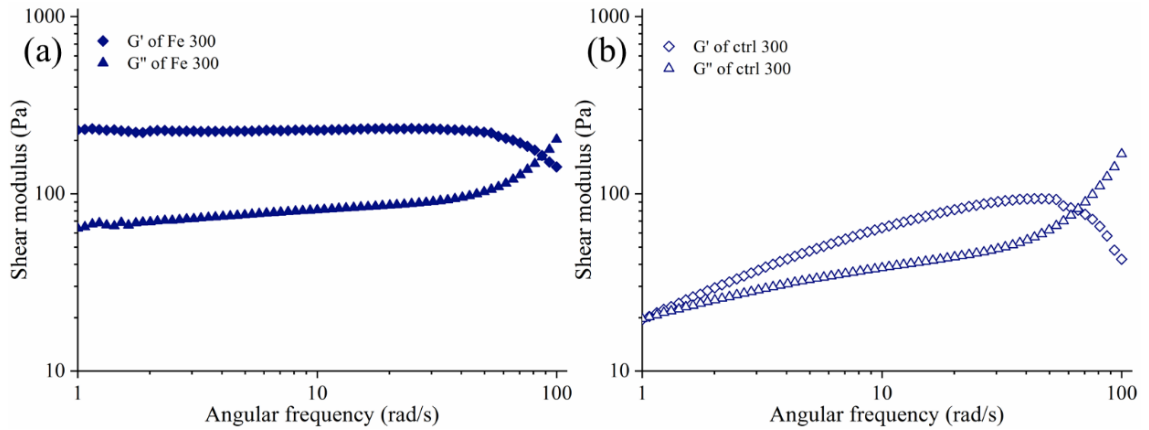 (a)
G' of Fe 300
G'' of Fe 300
1000
100
10
1
10
100
Shear modulus (Pa)
Angular frequency (rad/s)
(b)
G' of ctrl 300
G'' of ctrl 300
1000
100
10
1
10
100
Shear modulus (Pa)
Angular frequency (rad/s)